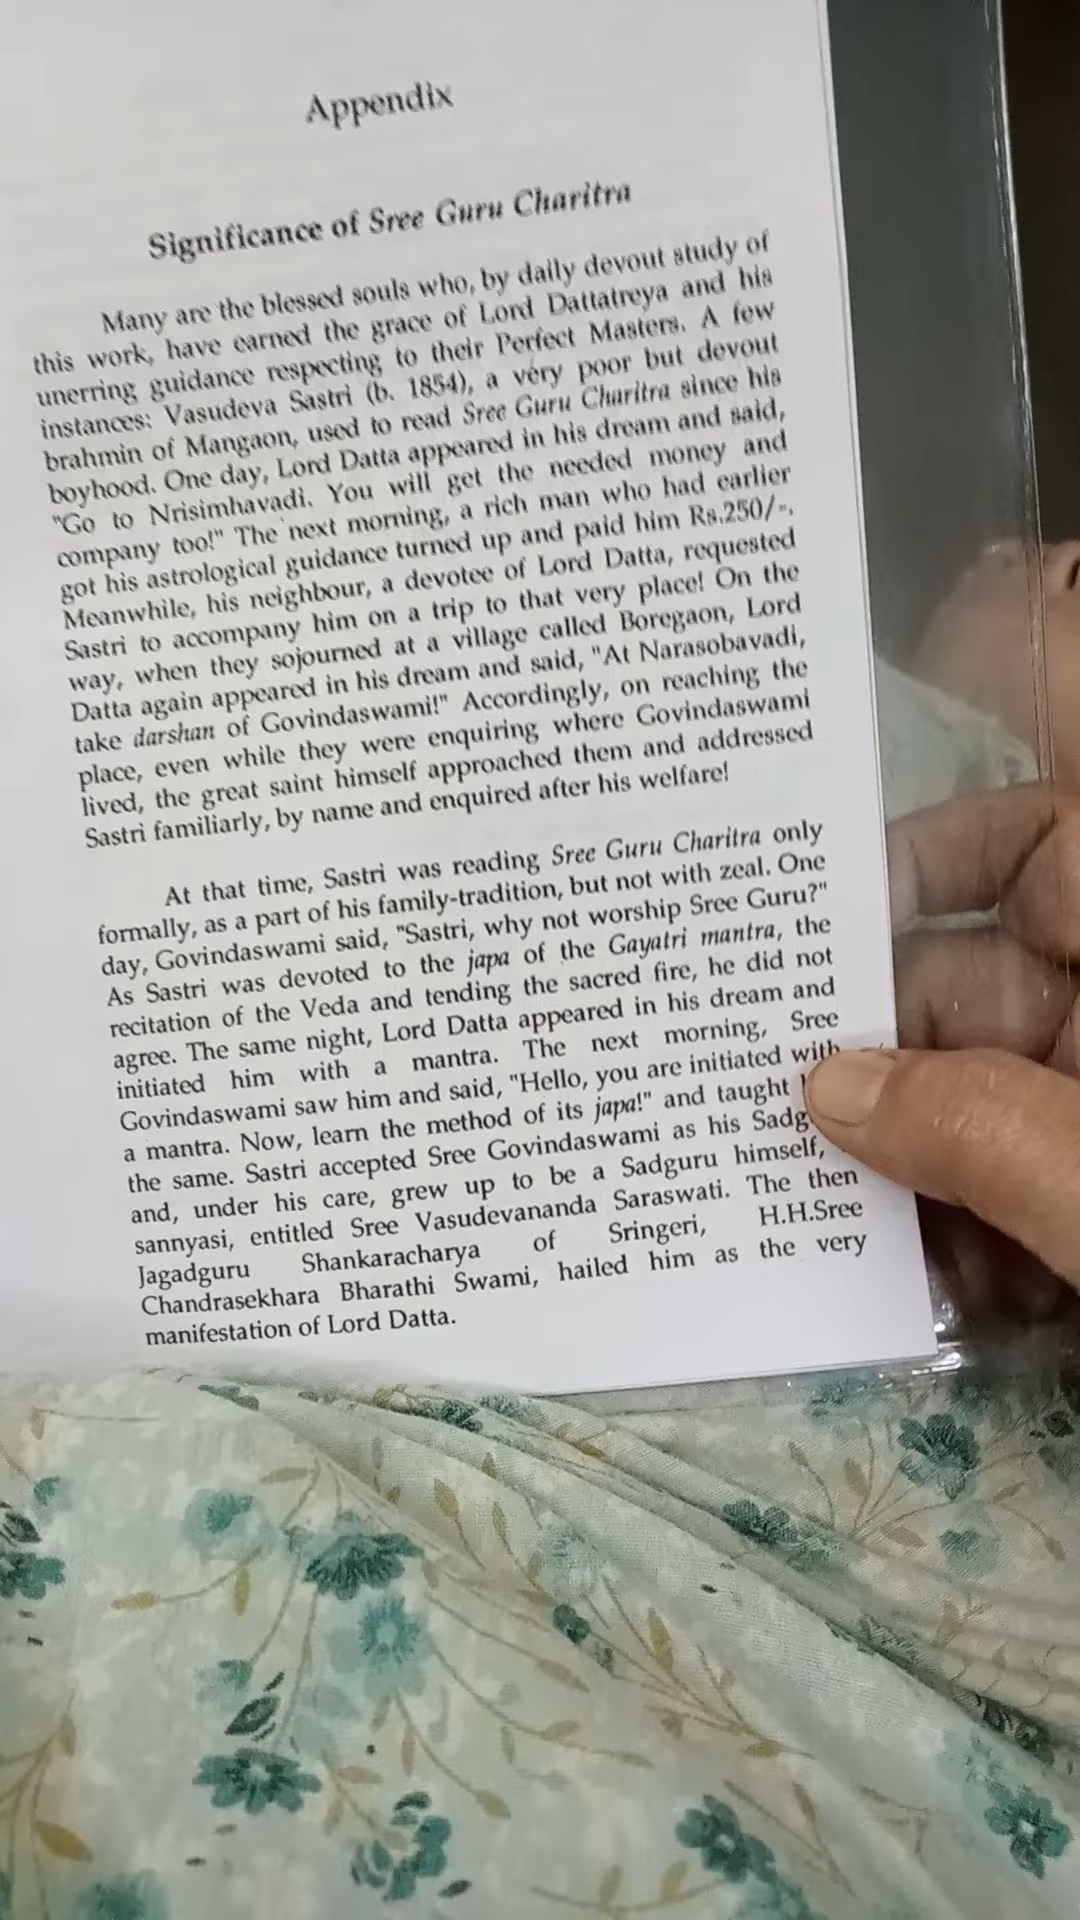 Appendix
Significance of Sree Guru Charitra
Many are the blessed souls who, by daily devout study of
this work, have earned the grace of Lord Dattatreya and his
unerring guidance respecting to their Perfect Masters. A few
instances: Vasudeva Sastri (b. 1854), a very poor but devout
brahmin of Mangaon, used to read Sree Guru Charitra since his
boyhood. One day, Lord Datta appeared in his dream and said,
"Go to Nrisimhavadi. You will get the needed money and
company too!" The next morning, a rich man who had earlier
got his astrological guidance turned up and paid him Rs.250/-.
Meanwhile, his neighbour, a devotee of Lord Datta, requested
Sastri to accompany him on a trip to that very place! On the
way, when they sojourned at a village called Boregaon, Lord
Datta again appeared in his dream and said, "At Narasobavadi,
take darshan of Govindaswami!" Accordingly, on reaching the
place, even while they were enquiring where Govindaswami
lived, the great saint himself approached them and addressed
Sastri familiarly, by name and enquired after his welfare!
At that time, Sastri was reading Sree Guru Charitra only
formally, as a part of his family-tradition, but not with zeal. One
day, Govindaswami said, "Sastri, why not worship Sree Guru?"
As Sastri was devoted to the japa of the Gayatri mantra, the
recitation of the Veda and tending the sacred fire, he did not
agree. The same night, Lord Datta appeared in his dream and
initiated him with a mantra. The next morning, Sree
Govindaswami saw him and said, "Hello, you are initiated with
a mantra. Now, learn the method of its japa!" and taught
the same. Sastri accepted Sree Govindaswami as his Sadg
and, under his care, grew up to be a Sadguru himself,
sannyasi, entitled Sree Vasudevananda Saraswati. The then
Jagadguru Shankaracharya of Sringeri, H.H.Sree
Chandrasekhara Bharathi Swami, hailed him as the very
manifestation of Lord Datta.